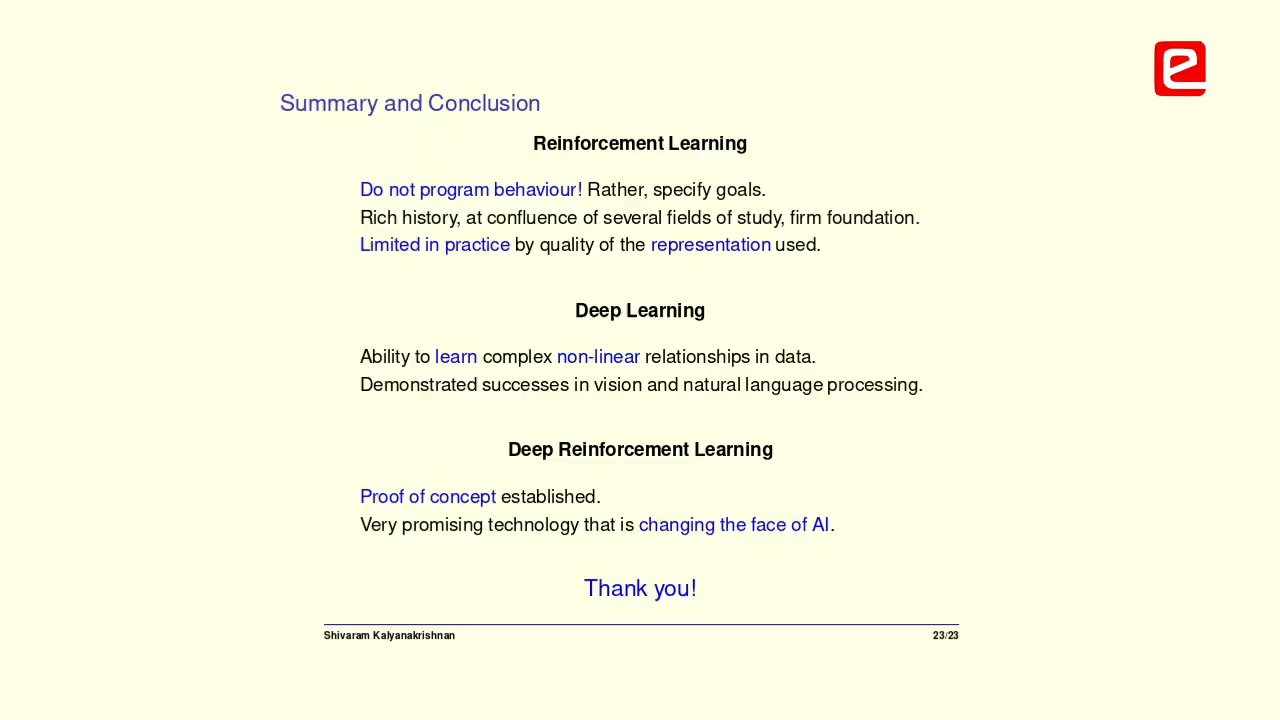 Summary and Conclusion
Reinforcement Learning
Do not program behaviour! Rather, specify goals.
Rich history, at confluence of several fields of study, firm foundation.
Limited in practice by quality of the representation used.
Deep Learning
Ability to learn complex non-linear relationships in data.
Demonstrated successes in vision and natural language processing.
Deep Reinforcement Learning
Proof of concept established.
Very promising technology that is changing the face of AI.
Thank you!
Shivaram Kalyanakrishnan 23/23